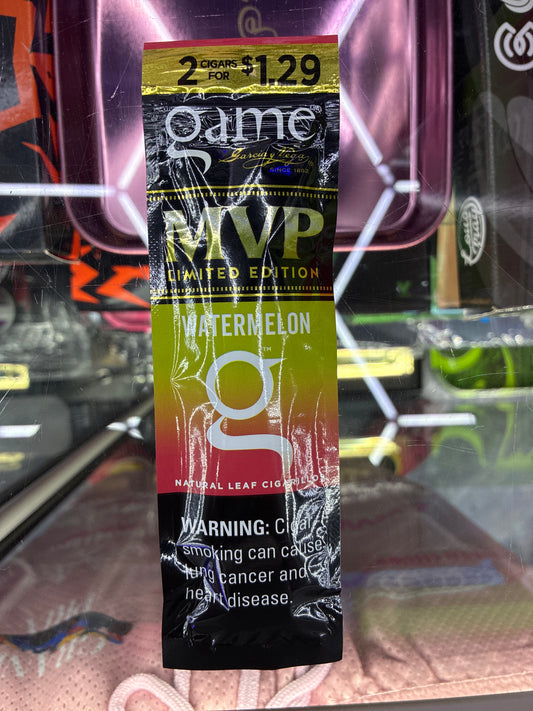 2 CIGARS FOR $1.29
game
Garcia y Vega
SINCE 1882
MVP
LIMITED EDITION
WATERMELON
g
NATURAL LEAF CIGARILLOS
WARNING: Cigar
smoking can cause
lung cancer and
heart disease.